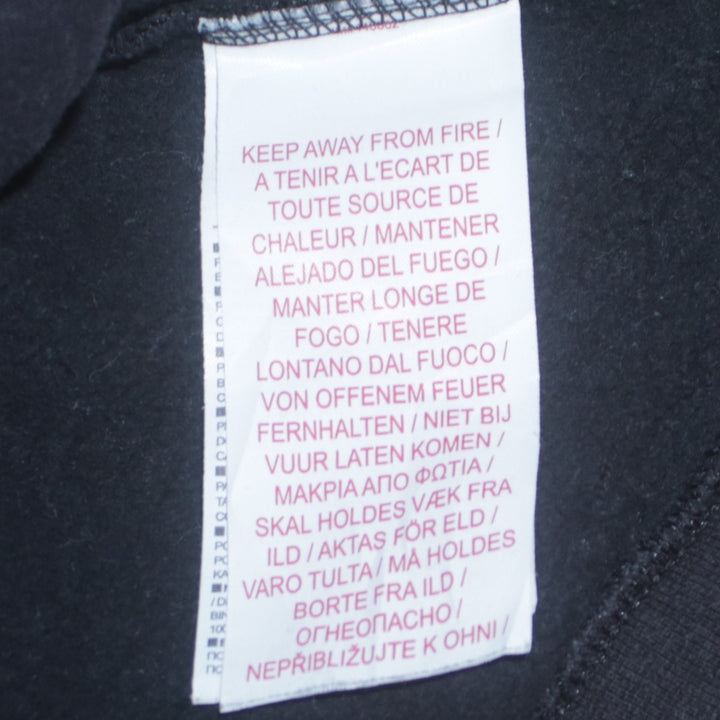 KEEP AWAY FROM FIRE /
A TENIR A L'ECART DE
TOUTE SOURCE DE
CHALEUR / MANTENER
ALEJADO DEL FUEGO /
MANTER LONGE DE
FOGO / TENERE
LONTANO DAL FUOCO /
VON OFFENEM FEUER
FERNHALTEN / NIET BIJ
VUUR LATEN KOMEN /
ΜΑΚΡΙΑ ΑΠΟ ΦΩΤΙΑ /
SKAL HOLDES VÆK FRA
ILD / AKTAS FÖR ELD /
VARO TULTA / MÅ HOLDES
BORTE FRA ILD /
ОГНЕОПАСНО /
NEPŘIBLIŽUJTE K OHNI /